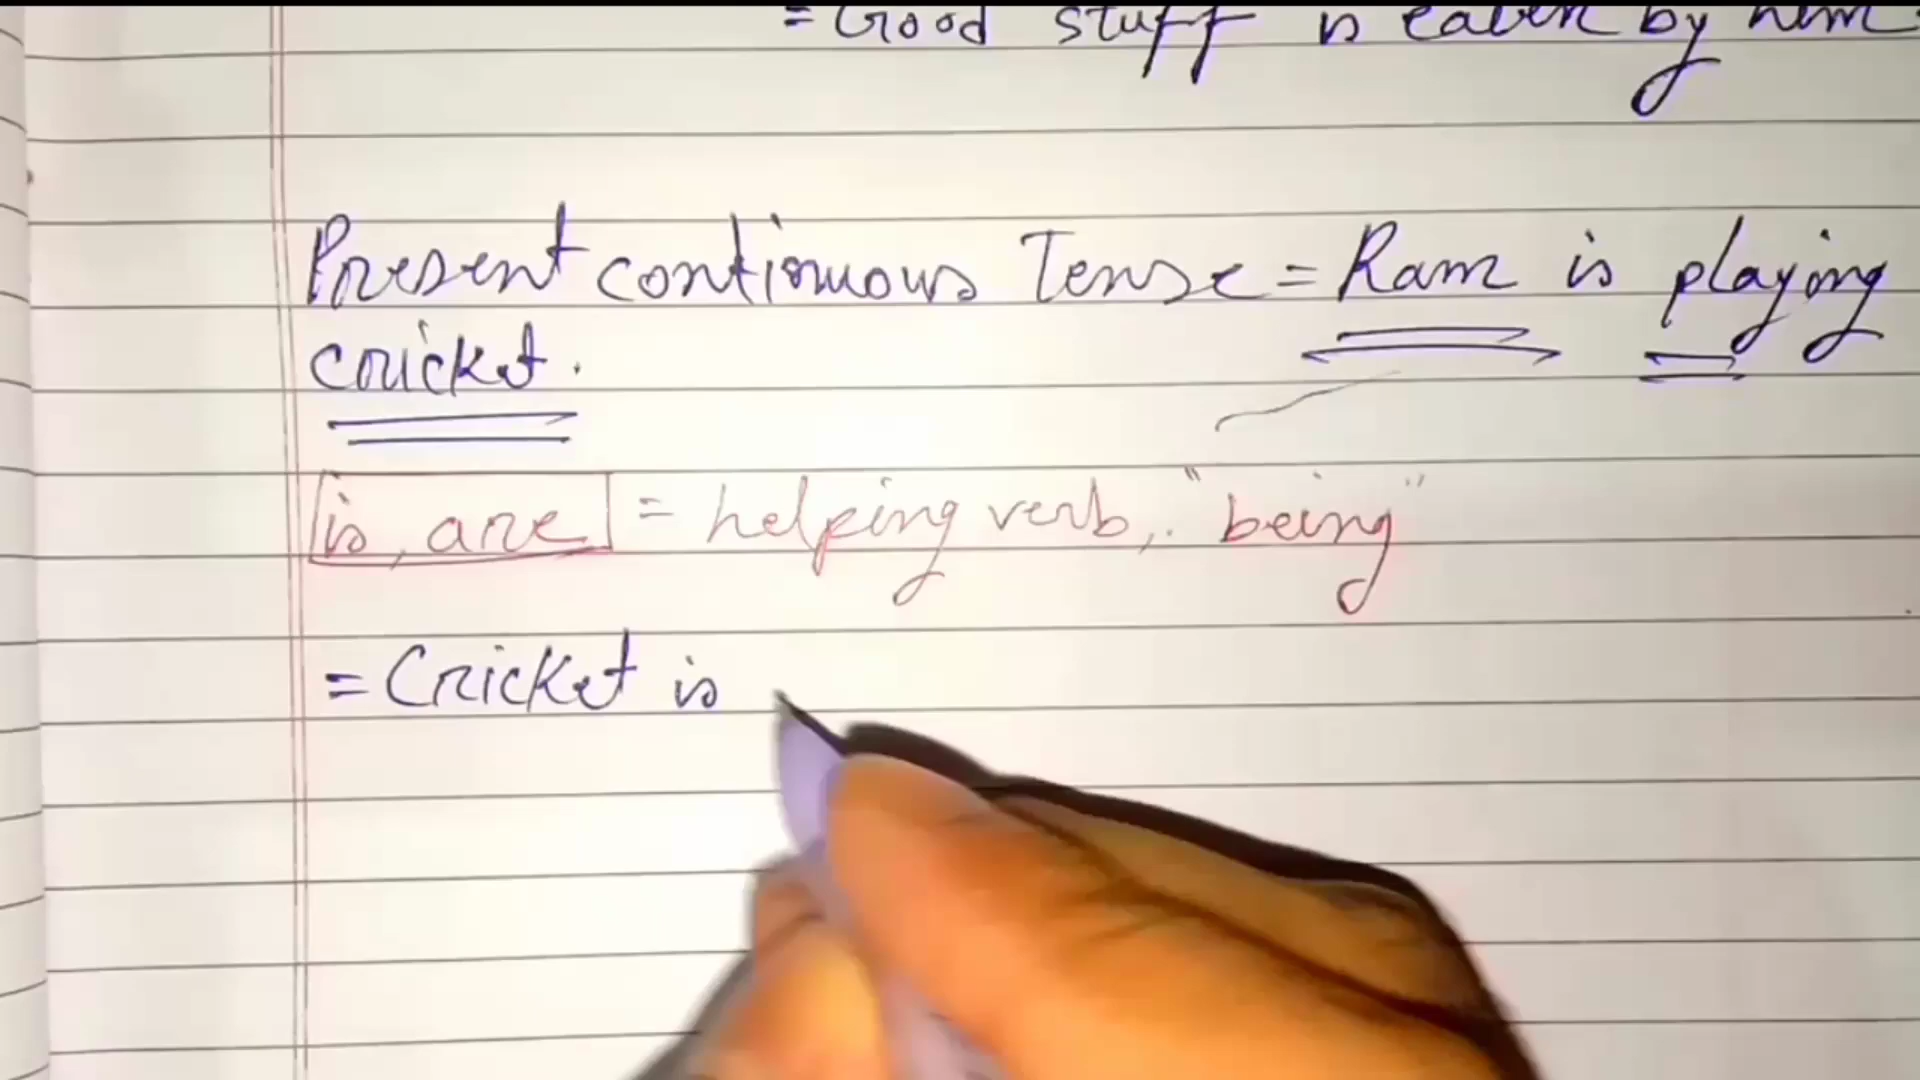 = Good stuff is eaten by him
Present continuous Tense = Ram is playing
cricket.
is, are = helping verb, "being"
= Cricket is